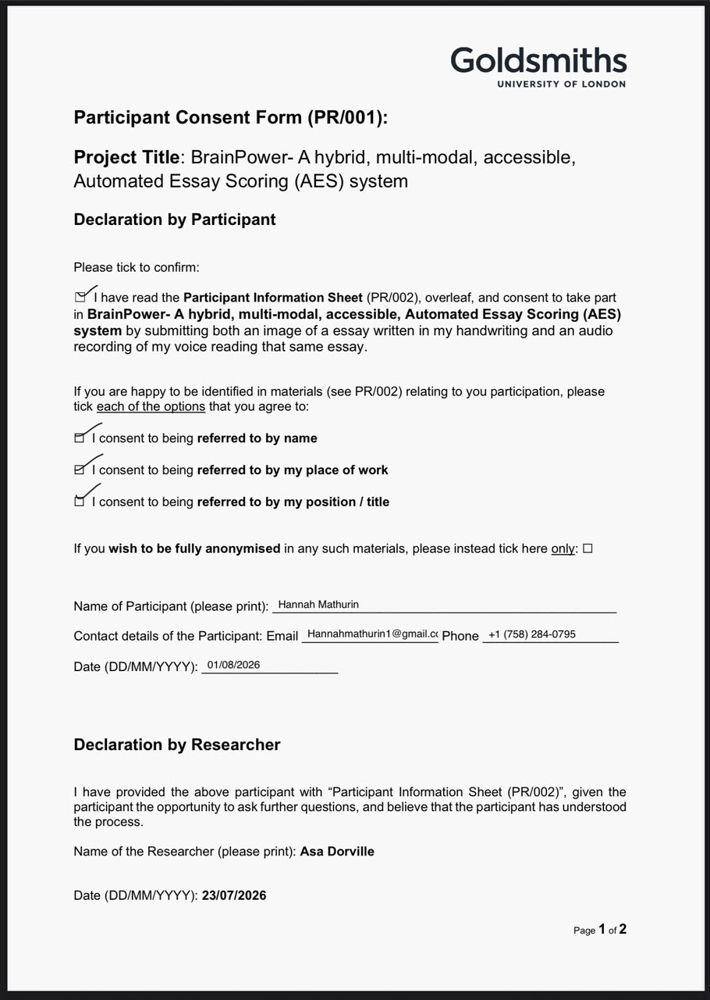 Goldsmiths
UNIVERSITY OF LONDON
Participant Consent Form (PR/001):
Project Title: BrainPower- A hybrid, multi-modal, accessible,
Automated Essay Scoring (AES) system
Declaration by Participant
Please tick to confirm:
☑ I have read the Participant Information Sheet (PR/002), overleaf, and consent to take part
in BrainPower- A hybrid, multi-modal, accessible, Automated Essay Scoring (AES)
system by submitting both an image of a essay written in my handwriting and an audio
recording of my voice reading that same essay.
If you are happy to be identified in materials (see PR/002) relating to you participation, please
tick each of the options that you agree to:
☑ I consent to being referred to by name
☑ I consent to being referred to by my place of work
☑ I consent to being referred to by my position / title
If you wish to be fully anonymised in any such materials, please instead tick here only: ☐
Name of Participant (please print): Hannah Mathurin
Contact details of the Participant: Email Hannahmathurin1@gmail.cc Phone +1 (758) 284-0795
Date (DD/MM/YYYY): 01/08/2026
Declaration by Researcher
I have provided the above participant with “Participant Information Sheet (PR/002)”, given the
participant the opportunity to ask further questions, and believe that the participant has understood
the process.
Name of the Researcher (please print): Asa Dorville
Date (DD/MM/YYYY): 23/07/2026
Page 1 of 2